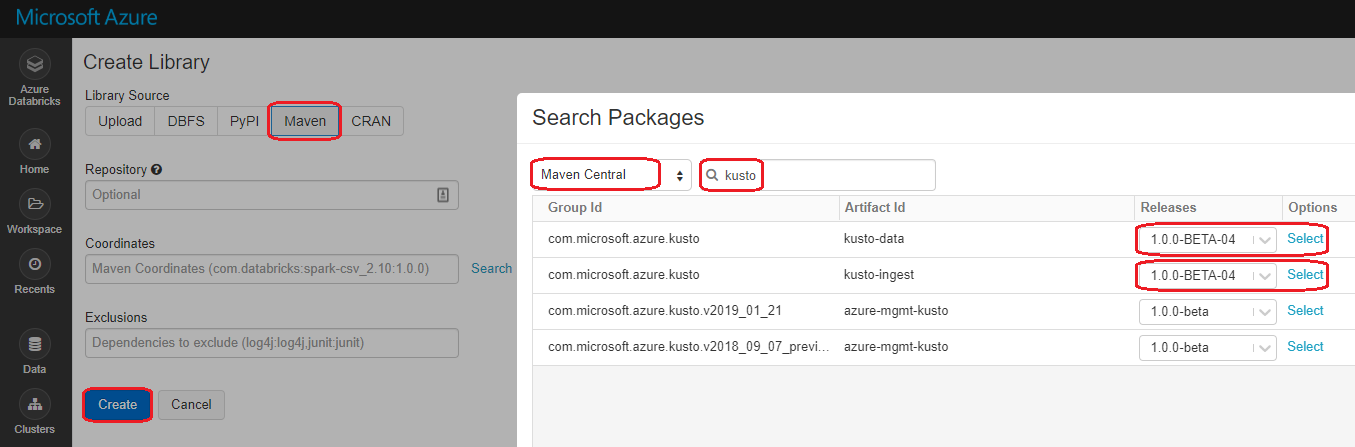 Microsoft Azure
Azure
Databricks
Home
Workspace
Recents
Data
Clusters
Create Library
Library Source
Upload DBFS PyPI Maven CRAN
Repository
Optional
Coordinates
Maven Coordinates (com.databricks:spark-csv_2.10:1.0.0) Search
Exclusions
Dependencies to exclude (log4j:log4j,junit:junit)
Create Cancel
Search Packages
Maven Central kusto
Group Id Artifact Id Releases Options
com.microsoft.azure.kusto kusto-data 1.0.0-BETA-04 Select
com.microsoft.azure.kusto kusto-ingest 1.0.0-BETA-04 Select
com.microsoft.azure.kusto.v2019_01_21 azure-mgmt-kusto 1.0.0-beta Select
com.microsoft.azure.kusto.v2018_09_07_previ... azure-mgmt-kusto 1.0.0-beta Select